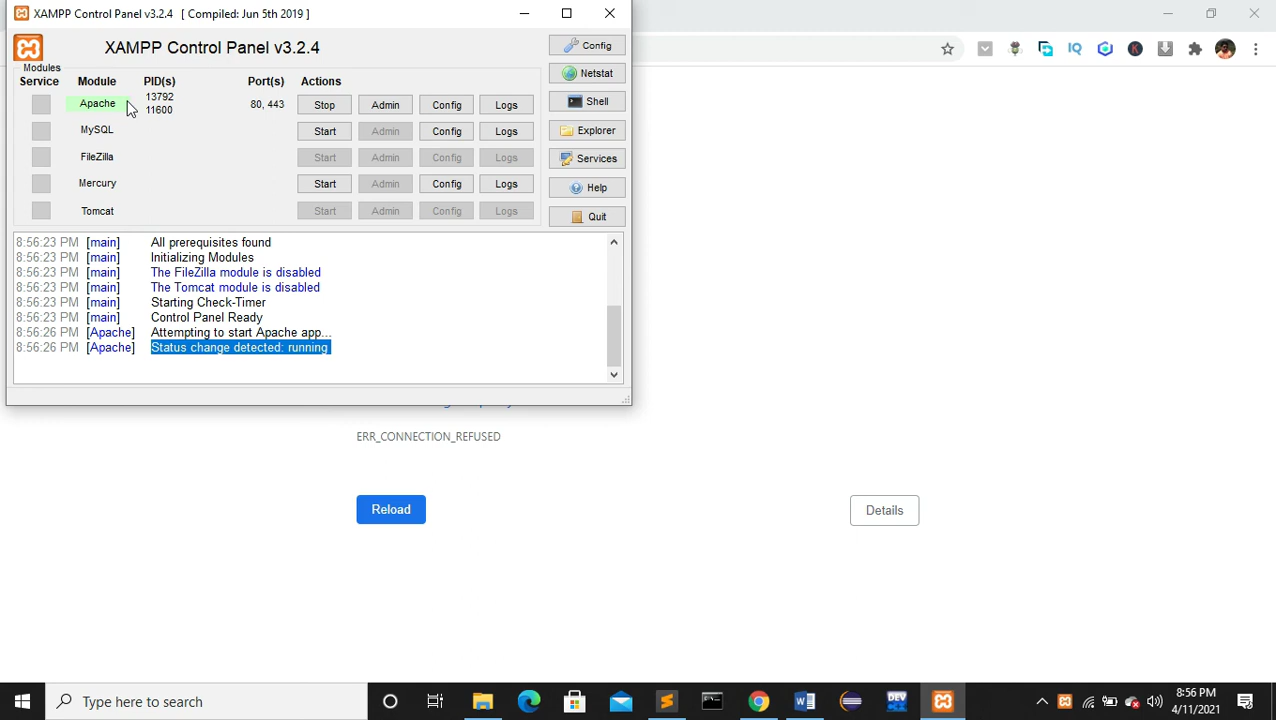 XAMPP Control Panel v3.2.4 [ Compiled: Jun 5th 2019 ]
XAMPP Control Panel v3.2.4
Config
Modules
Service Module PID(s) Port(s) Actions
Netstat
Apache 13792 11600 80, 443 Stop Admin Config Logs
Shell
MySQL Start Admin Config Logs
Explorer
FileZilla Start Admin Config Logs
Services
Mercury Start Admin Config Logs
Help
Tomcat Start Admin Config Logs
Quit
8:56:23 PM [main] All prerequisites found
8:56:23 PM [main] Initializing Modules
8:56:23 PM [main] The FileZilla module is disabled
8:56:23 PM [main] The Tomcat module is disabled
8:56:23 PM [main] Starting Check-Timer
8:56:23 PM [main] Control Panel Ready
8:56:26 PM [Apache] Attempting to start Apache app...
8:56:26 PM [Apache] Status change detected: running
ERR_CONNECTION_REFUSED
Reload
Details
IQ
K
DEV
Type here to search
8:56 PM
4/11/2021